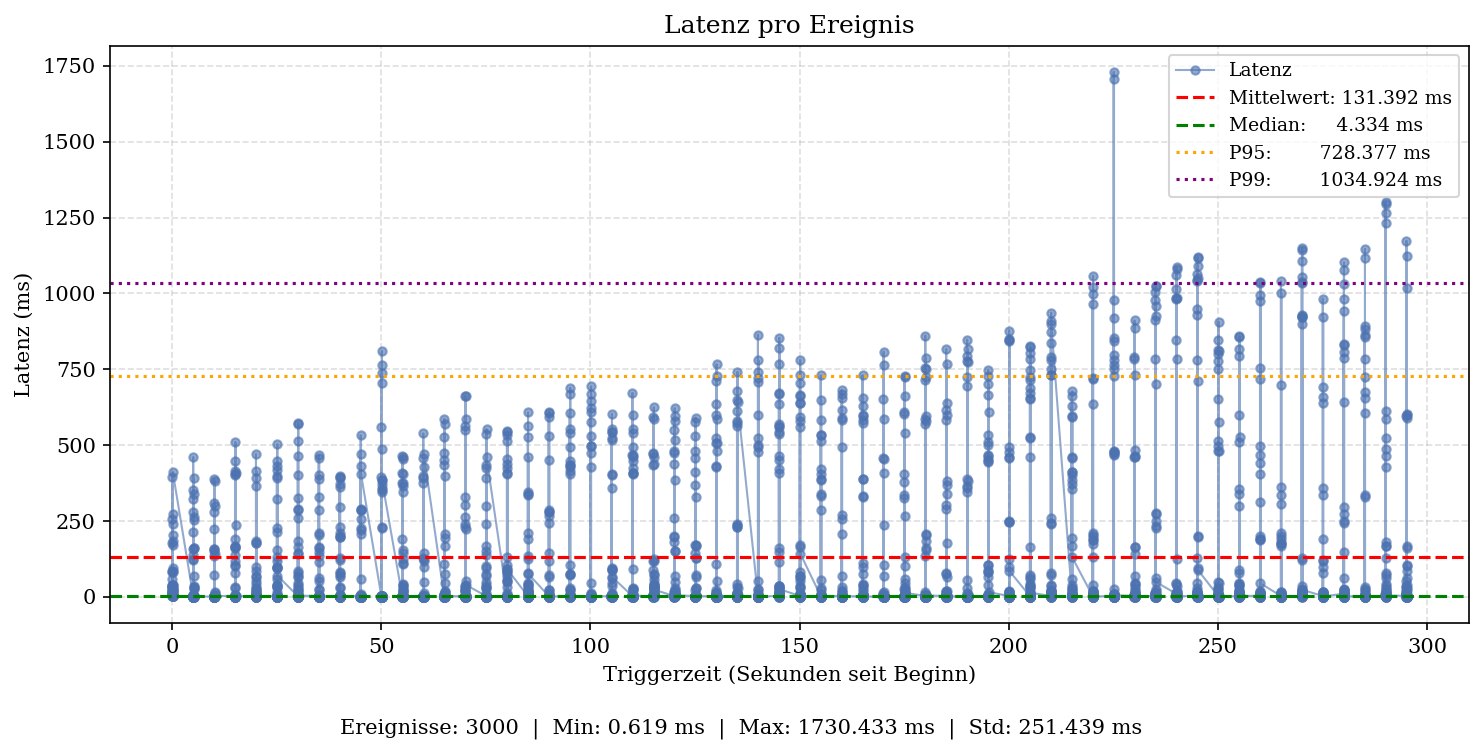 Latenz pro Ereignis
Latenz (ms)
1750
1500
1250
1000
750
500
250
0
Latenz
Mittelwert: 131.392 ms
Median: 4.334 ms
P95: 728.377 ms
P99: 1034.924 ms
0 50 100 150 200 250 300
Triggerzeit (Sekunden seit Beginn)
Ereignisse: 3000 | Min: 0.619 ms | Max: 1730.433 ms | Std: 251.439 ms